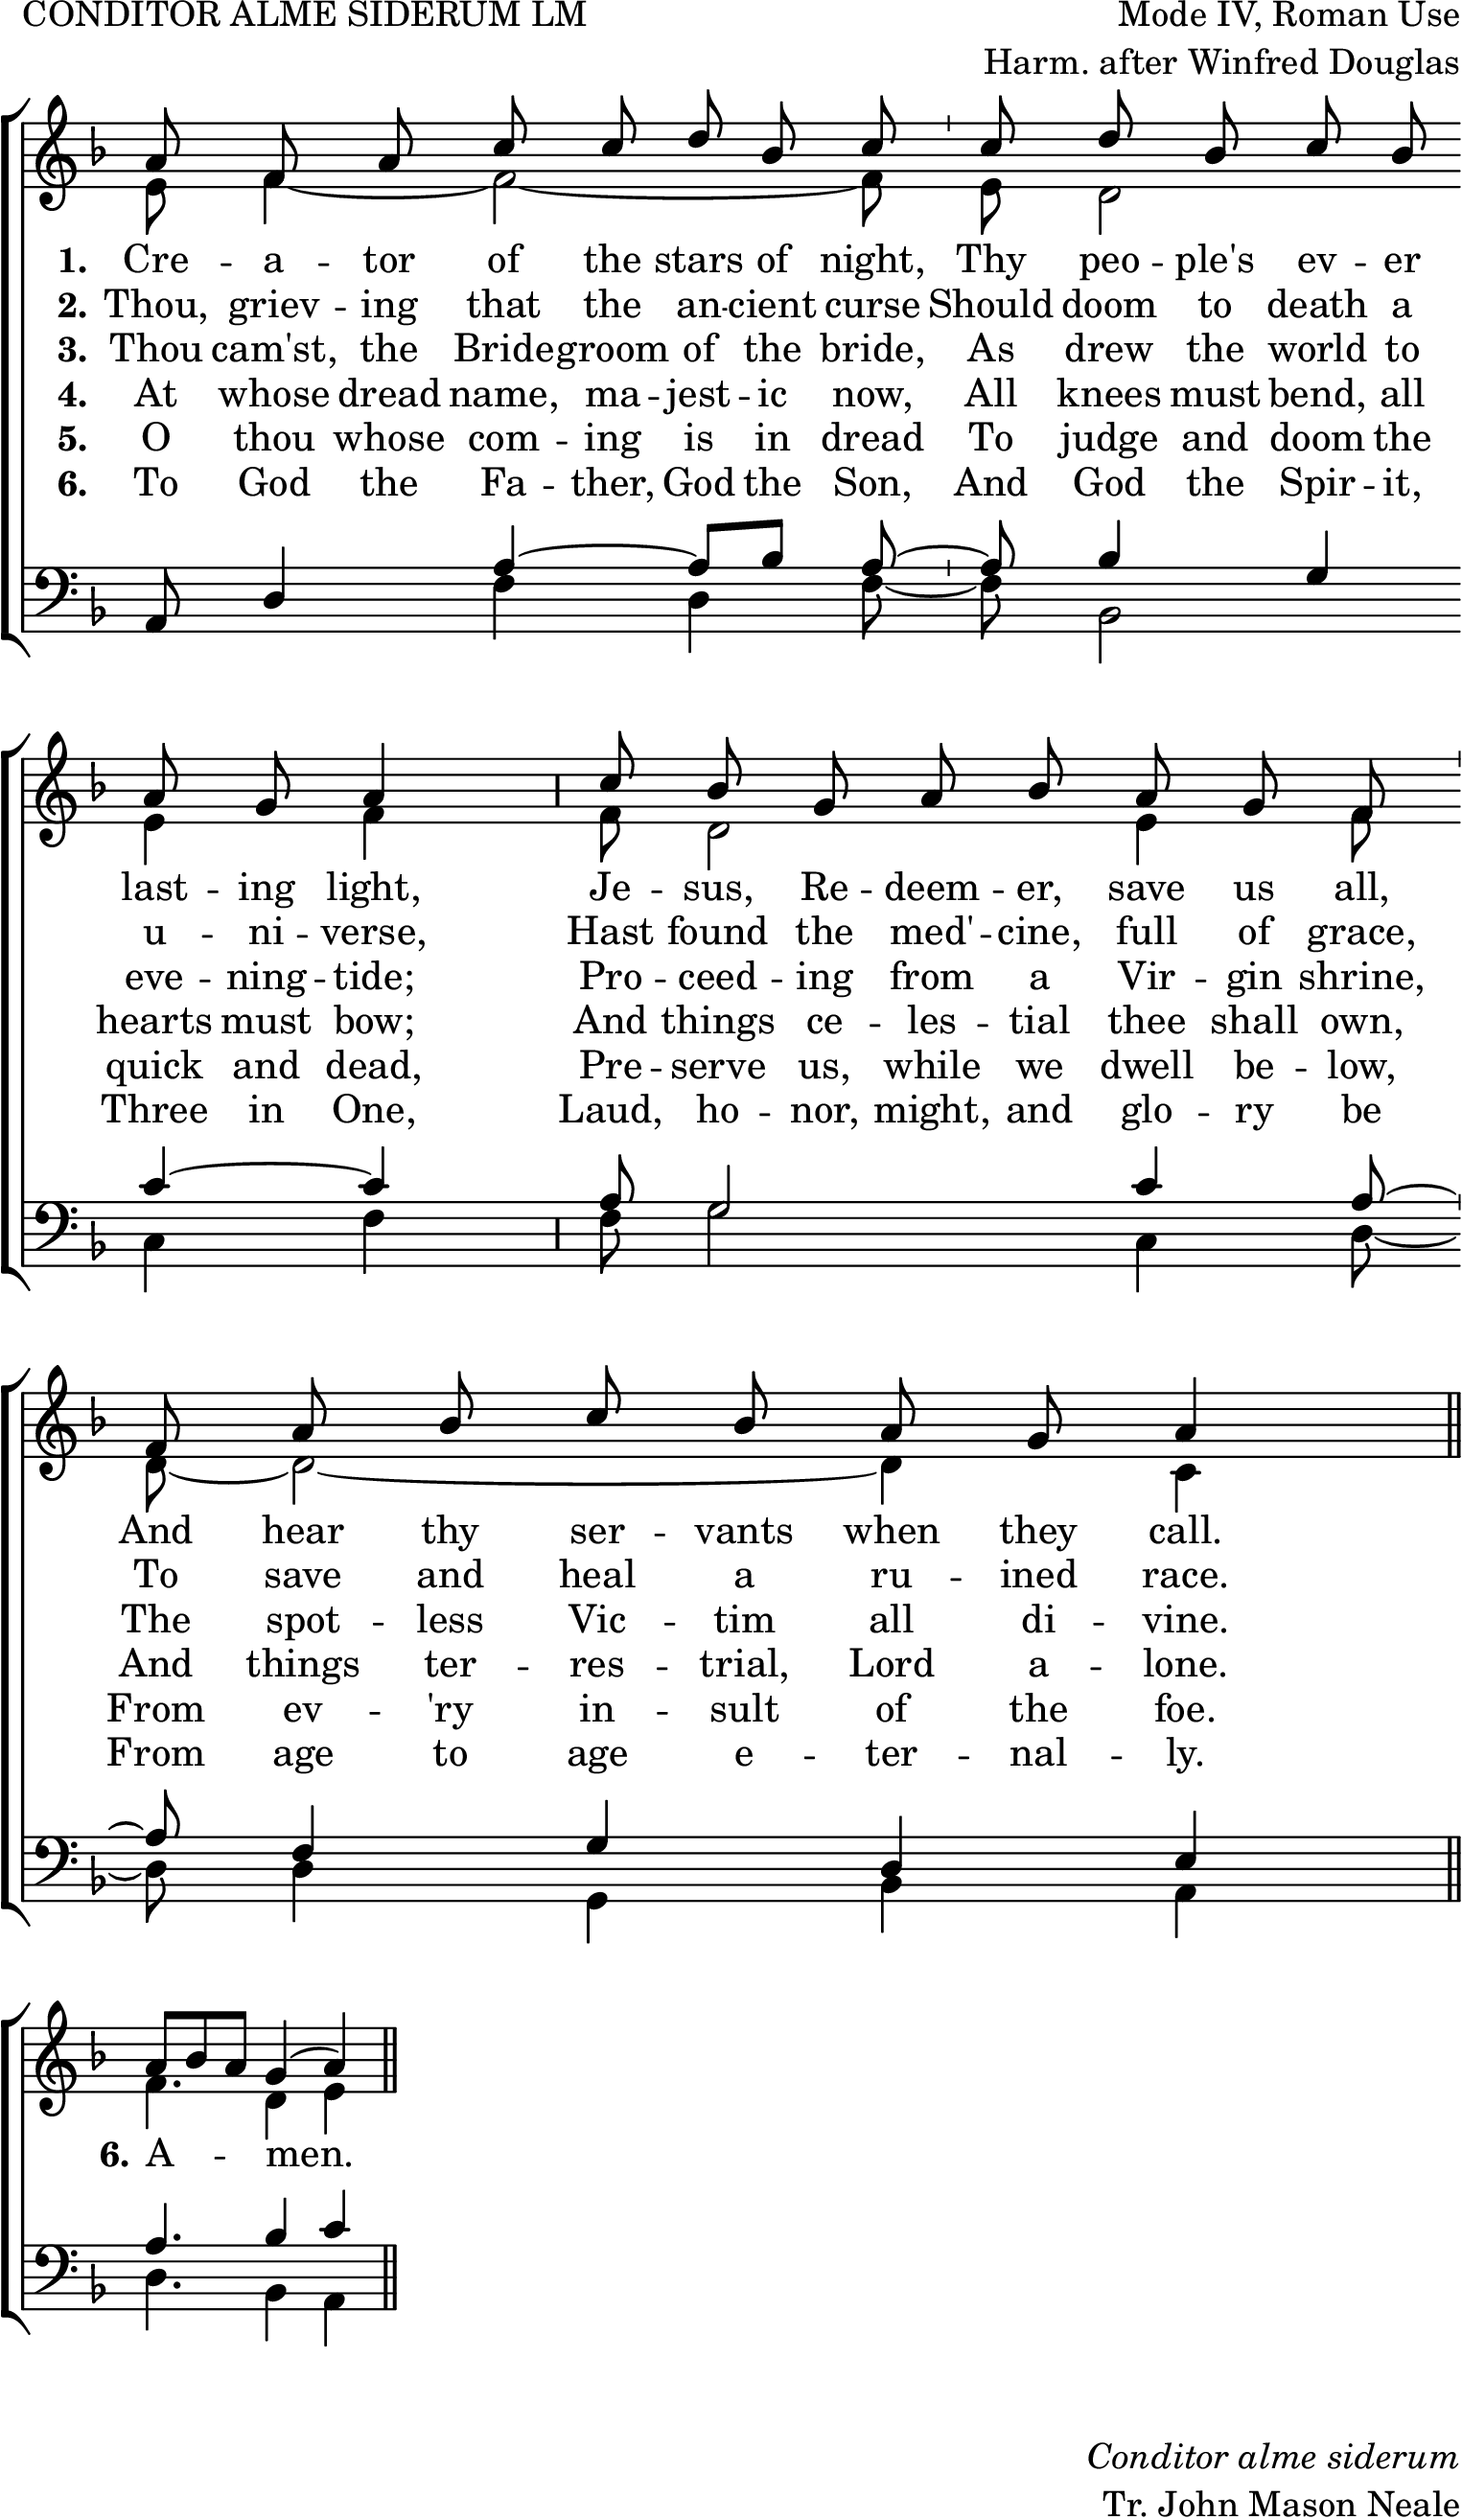 CONDITOR ALME SIDERUM LM
Mode IV, Roman Use
Harm. after Winfred Douglas
1. Cre -- a -- tor of the stars of night, Thy peo -- ple's ev -- er
2. Thou, griev -- ing that the an -- cient curse Should doom to death a
3. Thou cam'st, the Bridegroom of the bride, As drew the world to
4. At whose dread name, ma -- jest -- ic now, All knees must bend, all
5. O thou whose com -- ing is in dread To judge and doom the
6. To God the Fa -- ther, God the Son, And God the Spir -- it,
last -- ing light, Je -- sus, Re -- deem -- er, save us all,
u -- ni -- verse, Hast found the med' -- cine, full of grace,
eve -- ning -- tide; Pro -- ceed -- ing from a Vir -- gin shrine,
hearts must bow; And things ce -- les -- tial thee shall own,
quick and dead, Pre -- serve us, while we dwell be -- low,
Three in One, Laud, ho -- nor, might, and glo -- ry be
And hear thy ser -- vants when they call.
To save and heal a ru -- ined race.
The spot -- less Vic -- tim all di -- vine.
And things ter -- res -- trial, Lord a -- lone.
From ev -- 'ry in -- sult of the foe.
From age to age e -- ter -- nal -- ly.
6. A -- men.
Conditor alme siderum
Tr. John Mason Neale